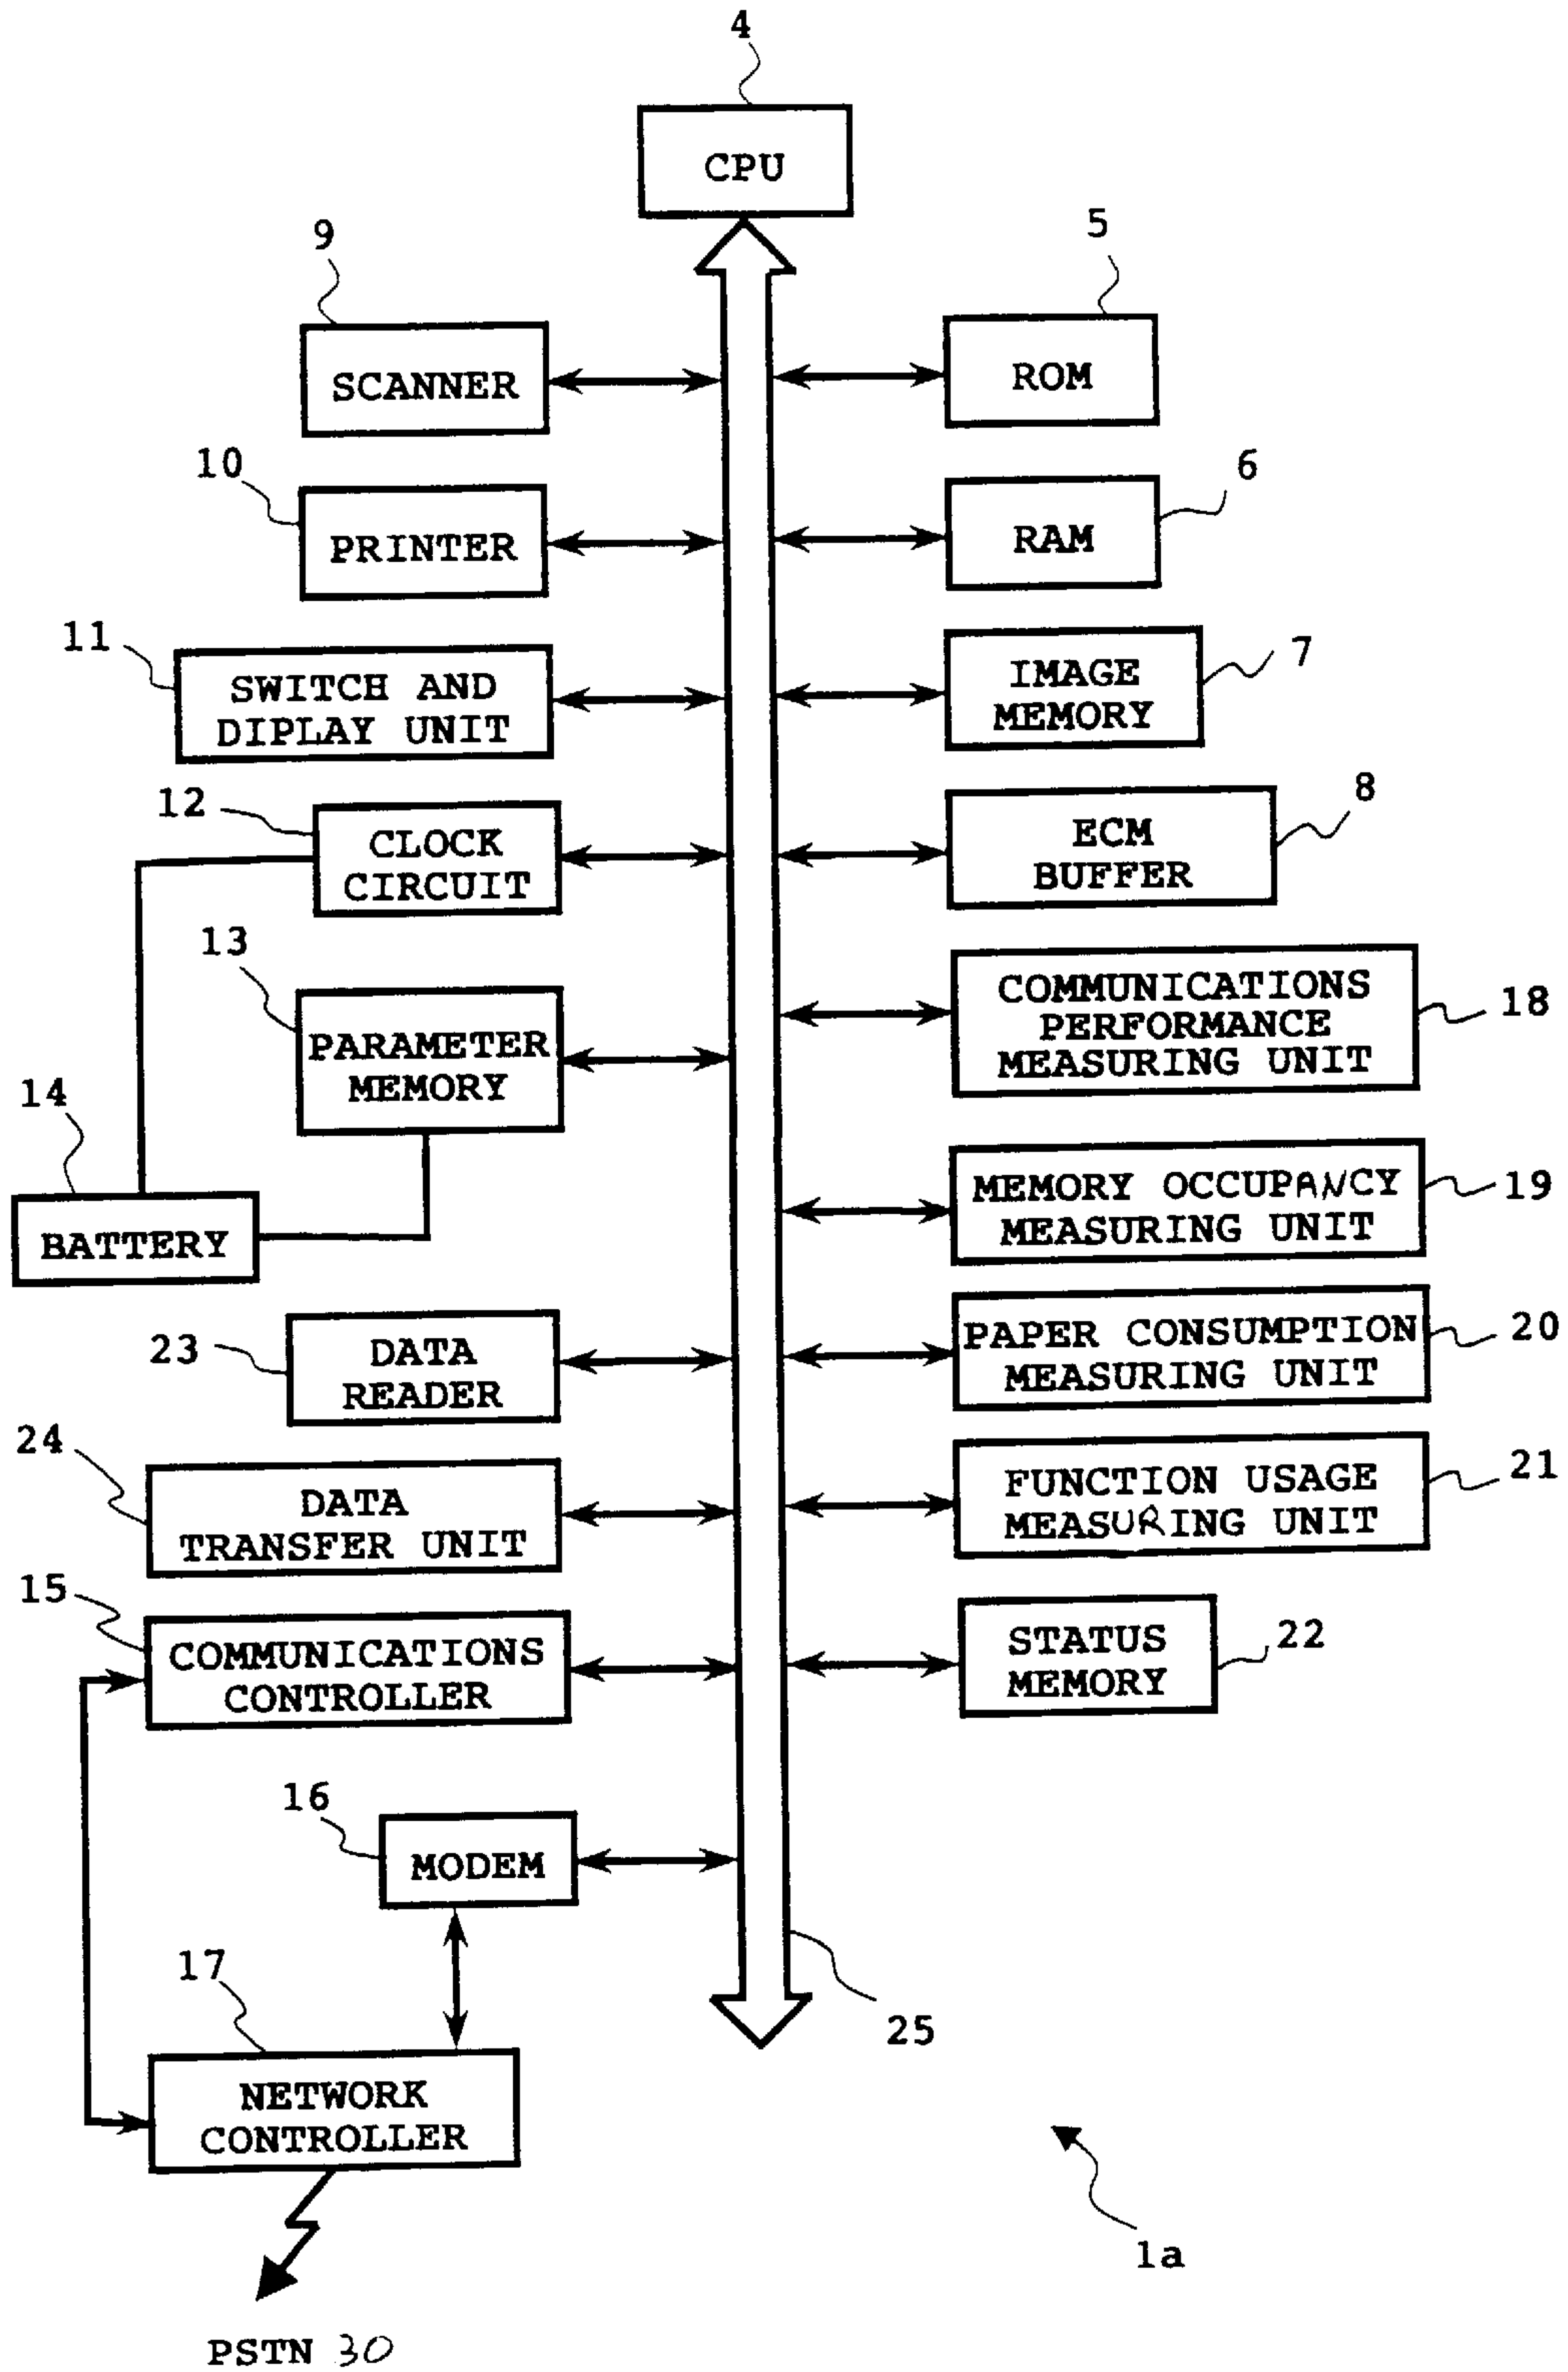 4
CPU
9
SCANNER
5
ROM
10
PRINTER
6
RAM
11
SWITCH AND
DIPLAY UNIT
7
IMAGE
MEMORY
12
CLOCK
CIRCUIT
8
ECM
BUFFER
13
PARAMETER
MEMORY
18
COMMUNICATIONS
PERFORMANCE
MEASURING UNIT
14
BATTERY
19
MEMORY OCCUPANCY
MEASURING UNIT
23
DATA
READER
20
PAPER CONSUMPTION
MEASURING UNIT
24
DATA
TRANSFER UNIT
21
FUNCTION USAGE
MEASURING UNIT
15
COMMUNICATIONS
CONTROLLER
22
STATUS
MEMORY
16
MODEM
17
NETWORK
CONTROLLER
25
1a
PSTN 30